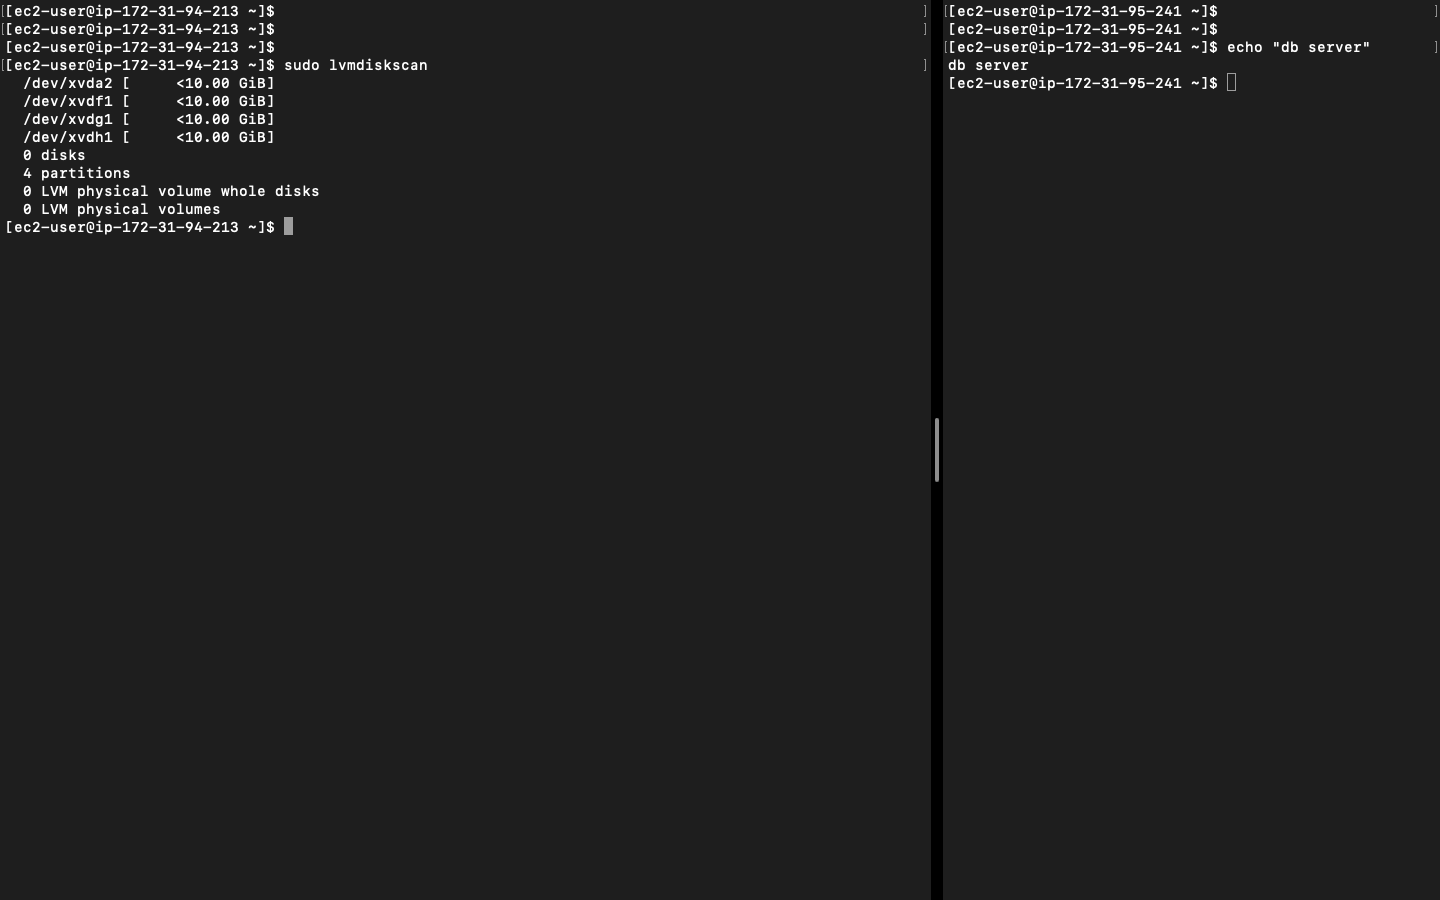 [ec2-user@ip-172-31-94-213 ~]$
[ec2-user@ip-172-31-94-213 ~]$
[ec2-user@ip-172-31-94-213 ~]$
[ec2-user@ip-172-31-94-213 ~]$ sudo lvmdiskscan
  /dev/xvda2 [      <10.00 GiB]
  /dev/xvdf1 [      <10.00 GiB]
  /dev/xvdg1 [      <10.00 GiB]
  /dev/xvdh1 [      <10.00 GiB]
  0 disks
  4 partitions
  0 LVM physical volume whole disks
  0 LVM physical volumes
[ec2-user@ip-172-31-94-213 ~]$
[ec2-user@ip-172-31-95-241 ~]$
[ec2-user@ip-172-31-95-241 ~]$
[ec2-user@ip-172-31-95-241 ~]$ echo "db server"
db server
[ec2-user@ip-172-31-95-241 ~]$